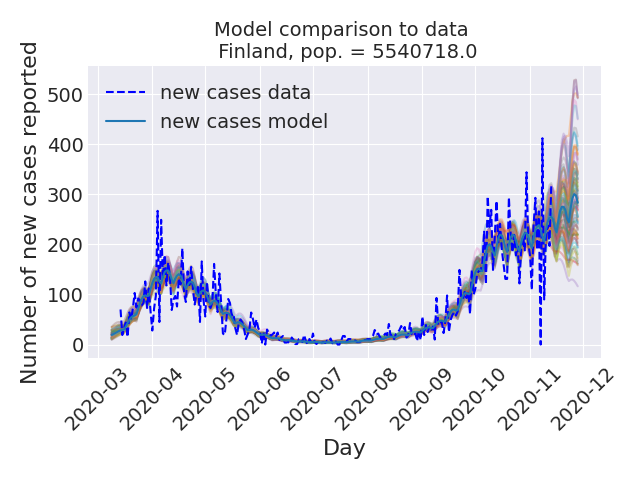 Model comparison to data
Finland, pop. = 5540718.0
Number of new cases reported
500
400
300
200
100
0
new cases data
new cases model
2020-03
2020-04
2020-05
2020-06
2020-07
2020-08
2020-09
2020-10
2020-11
2020-12
Day